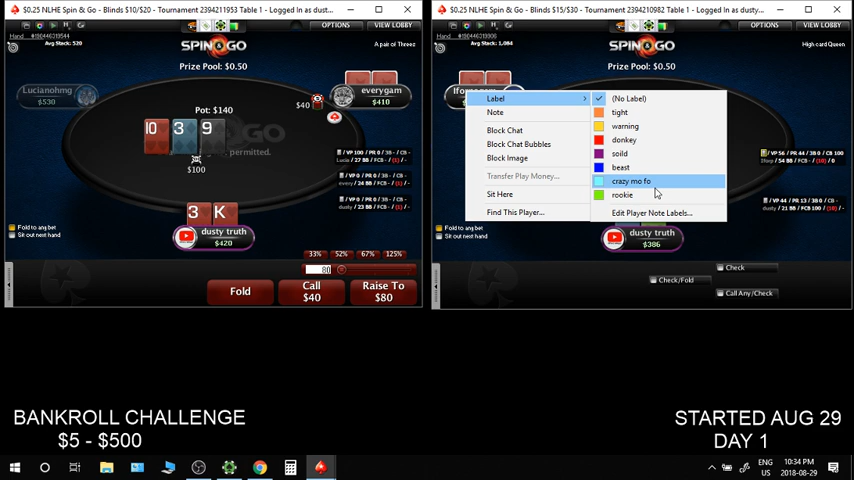 $0.25 NLHE Spin & Go - Blinds $10/$20 - Tournament 2394211953 Table 1 - Logged In as dust...
OPTIONS
VIEW LOBBY
Avg Stack: 520
A pair of Threes
SPIN&GO
Prize Pool: $0.50
Lucianohmg
$530
everygam
$410
$40
Pot: $140
10 3 9
$100
3 K
dusty truth
$420
Fold to any bet
Sit out next hand
33% 52% 67% 125%
80
Fold
Call
$40
Raise To
$80
$0.25 NLHE Spin & Go - Blinds $15/$30 - Tournament 2394210982 Table 1 - Logged In as dusty...
OPTIONS
VIEW LOBBY
Avg Stack: 1,084
High card Queen
SPIN&GO
Prize Pool: $0.50
Label
Note
Block Chat
Block Chat Bubbles
Block Image
Transfer Play Money...
Sit Here
Find This Player...
(No Label)
tight
warning
donkey
soild
beast
crazy mo fo
rookie
Edit Player Note Labels...
dusty truth
$386
Fold to any bet
Sit out next hand
Check
Check/Fold
Call Any/Check
BANKROLL CHALLENGE
$5 - $500
STARTED AUG 29
DAY 1
ENG
US
10:34 PM
2018-08-29